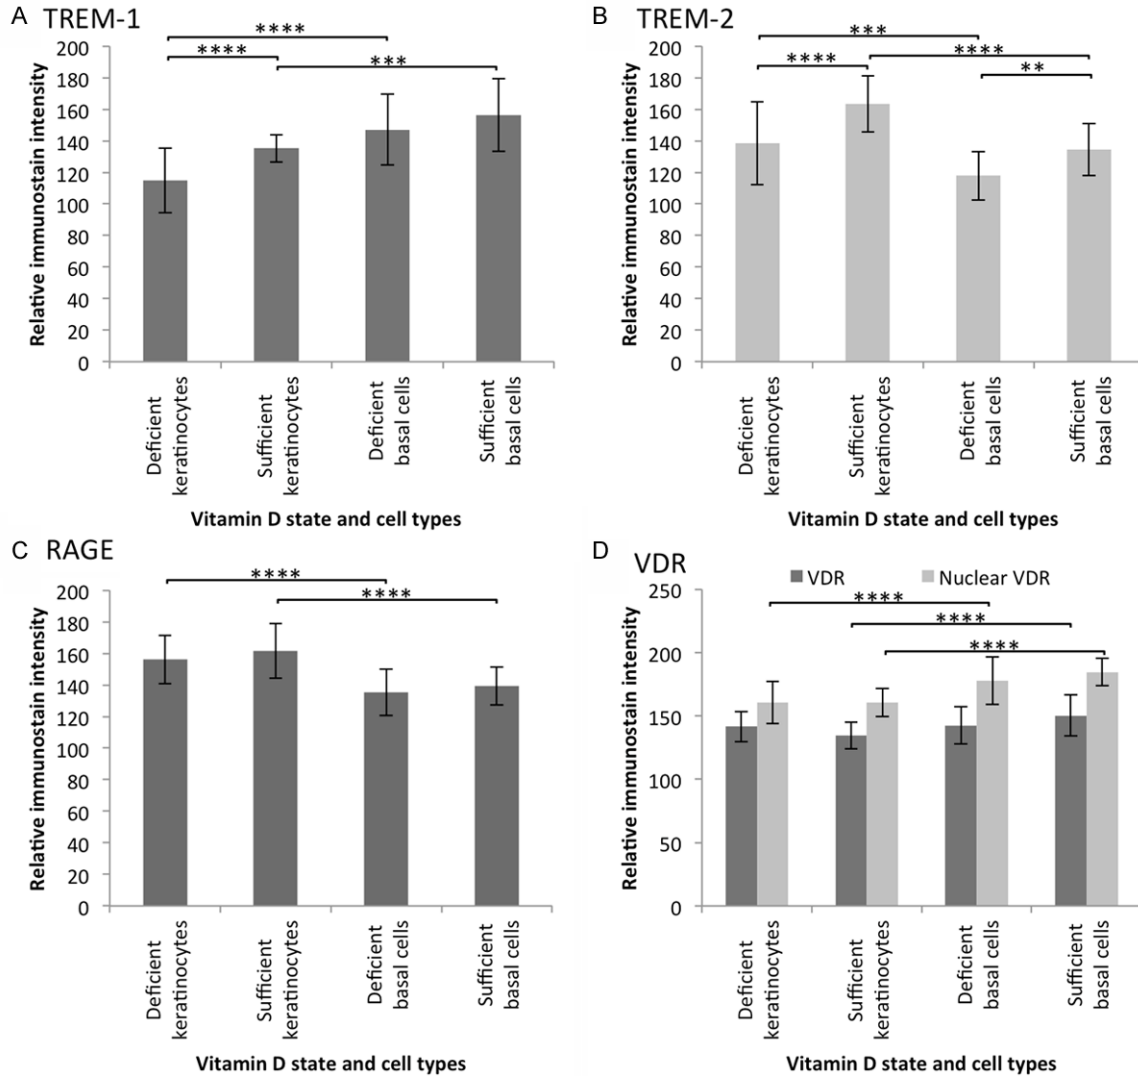 A TREM-1
****
****
***
200
180
160
140
120
100
80
60
40
20
0
Relative immunostain intensity
Deficient
keratinocytes
Sufficient
keratinocytes
Deficient
basal cells
Sufficient
basal cells
Vitamin D state and cell types
B TREM-2
***
****
****
**
200
180
160
140
120
100
80
60
40
20
0
Relative immunostain intensity
Deficient
keratinocytes
Sufficient
keratinocytes
Deficient
basal cells
Sufficient
basal cells
Vitamin D state and cell types
C RAGE
****
****
200
180
160
140
120
100
80
60
40
20
0
Relative immunostain intensity
Deficient
keratinocytes
Sufficient
keratinocytes
Deficient
basal cells
Sufficient
basal cells
Vitamin D state and cell types
D VDR
VDR Nuclear VDR
****
****
****
250
200
150
100
50
0
Relative immunostain intensity
Deficient
keratinocytes
Sufficient
keratinocytes
Deficient
basal cells
Sufficient
basal cells
Vitamin D state and cell types